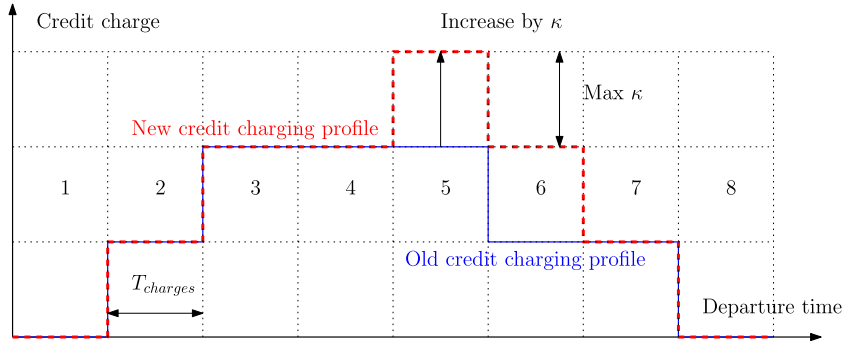 Credit charge
Increase by κ
Max κ
New credit charging profile
1 2 3 4 5 6 7 8
Old credit charging profile
T_charges
Departure time